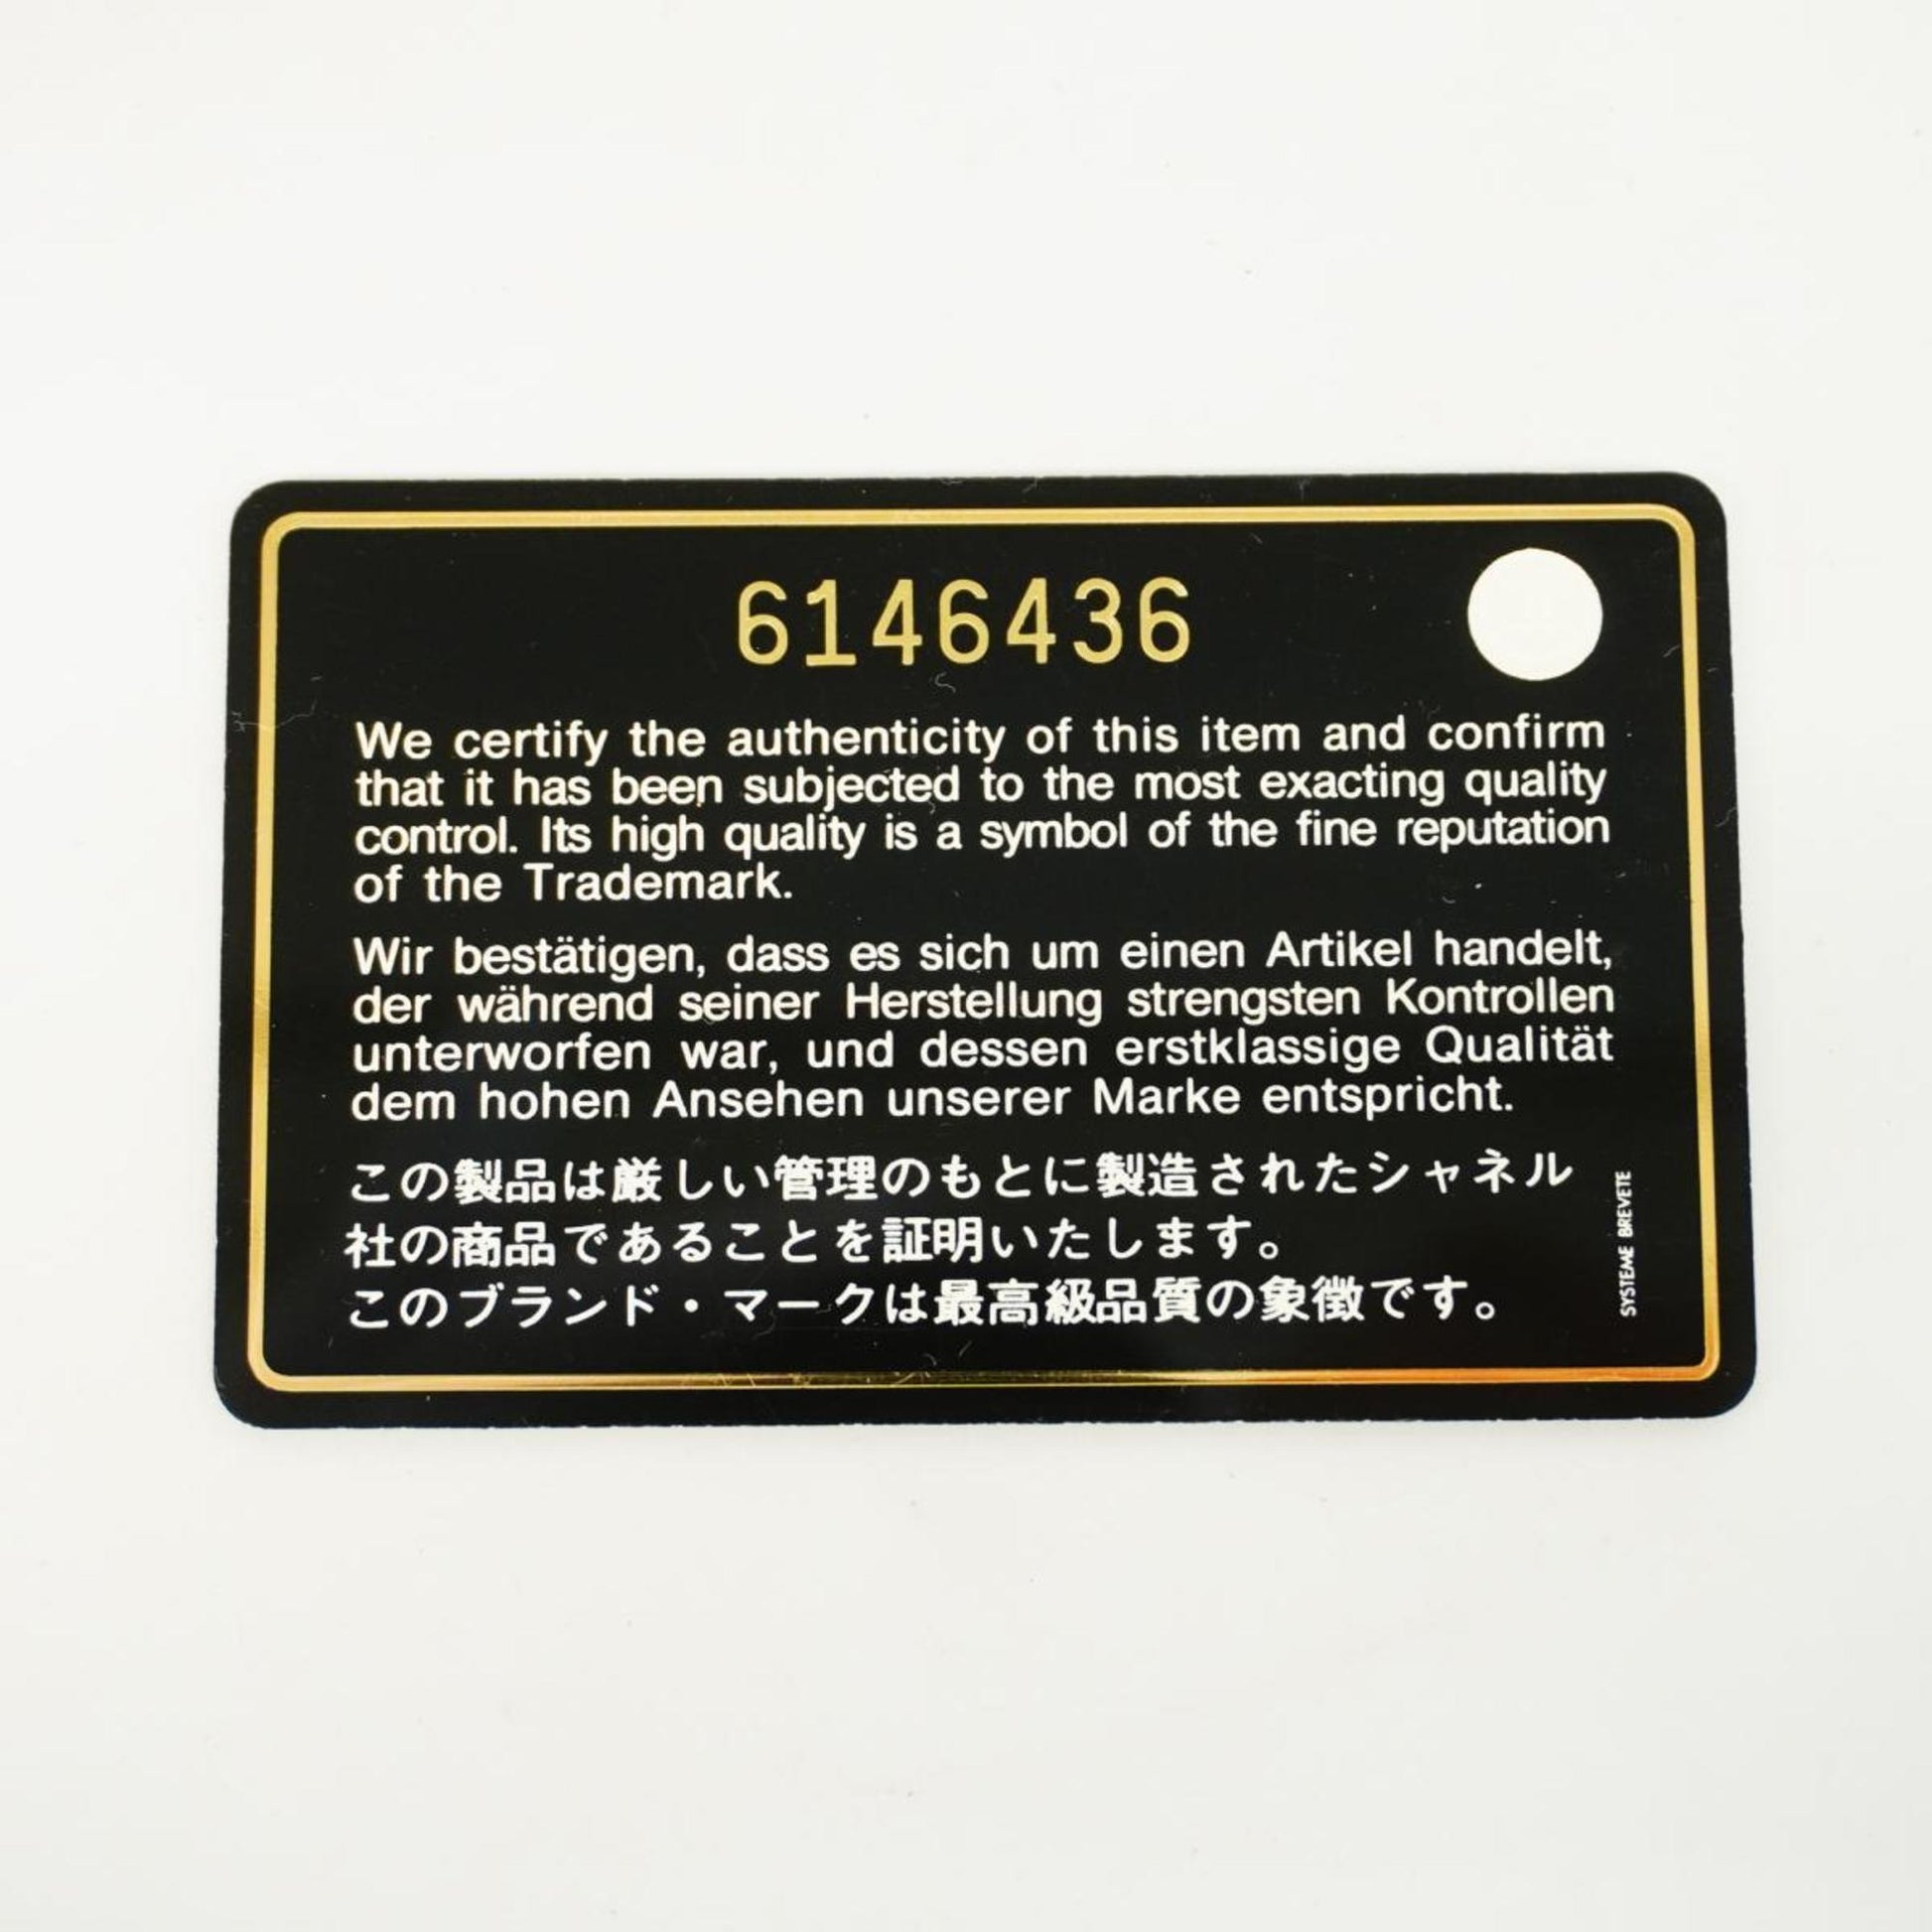 6146436
We certify the authenticity of this item and confirm
that it has been subjected to the most exacting quality
control. Its high quality is a symbol of the fine reputation
of the Trademark.
Wir bestätigen, dass es sich um einen Artikel handelt,
der während seiner Herstellung strengsten Kontrollen
unterworfen war, und dessen erstklassige Qualität
dem hohen Ansehen unserer Marke entspricht.
この製品は厳しい管理のもとに製造されたシャネル
社の商品であることを証明いたします。
このブランド・マークは最高級品質の象徴です。
SYSTEME BREVETE